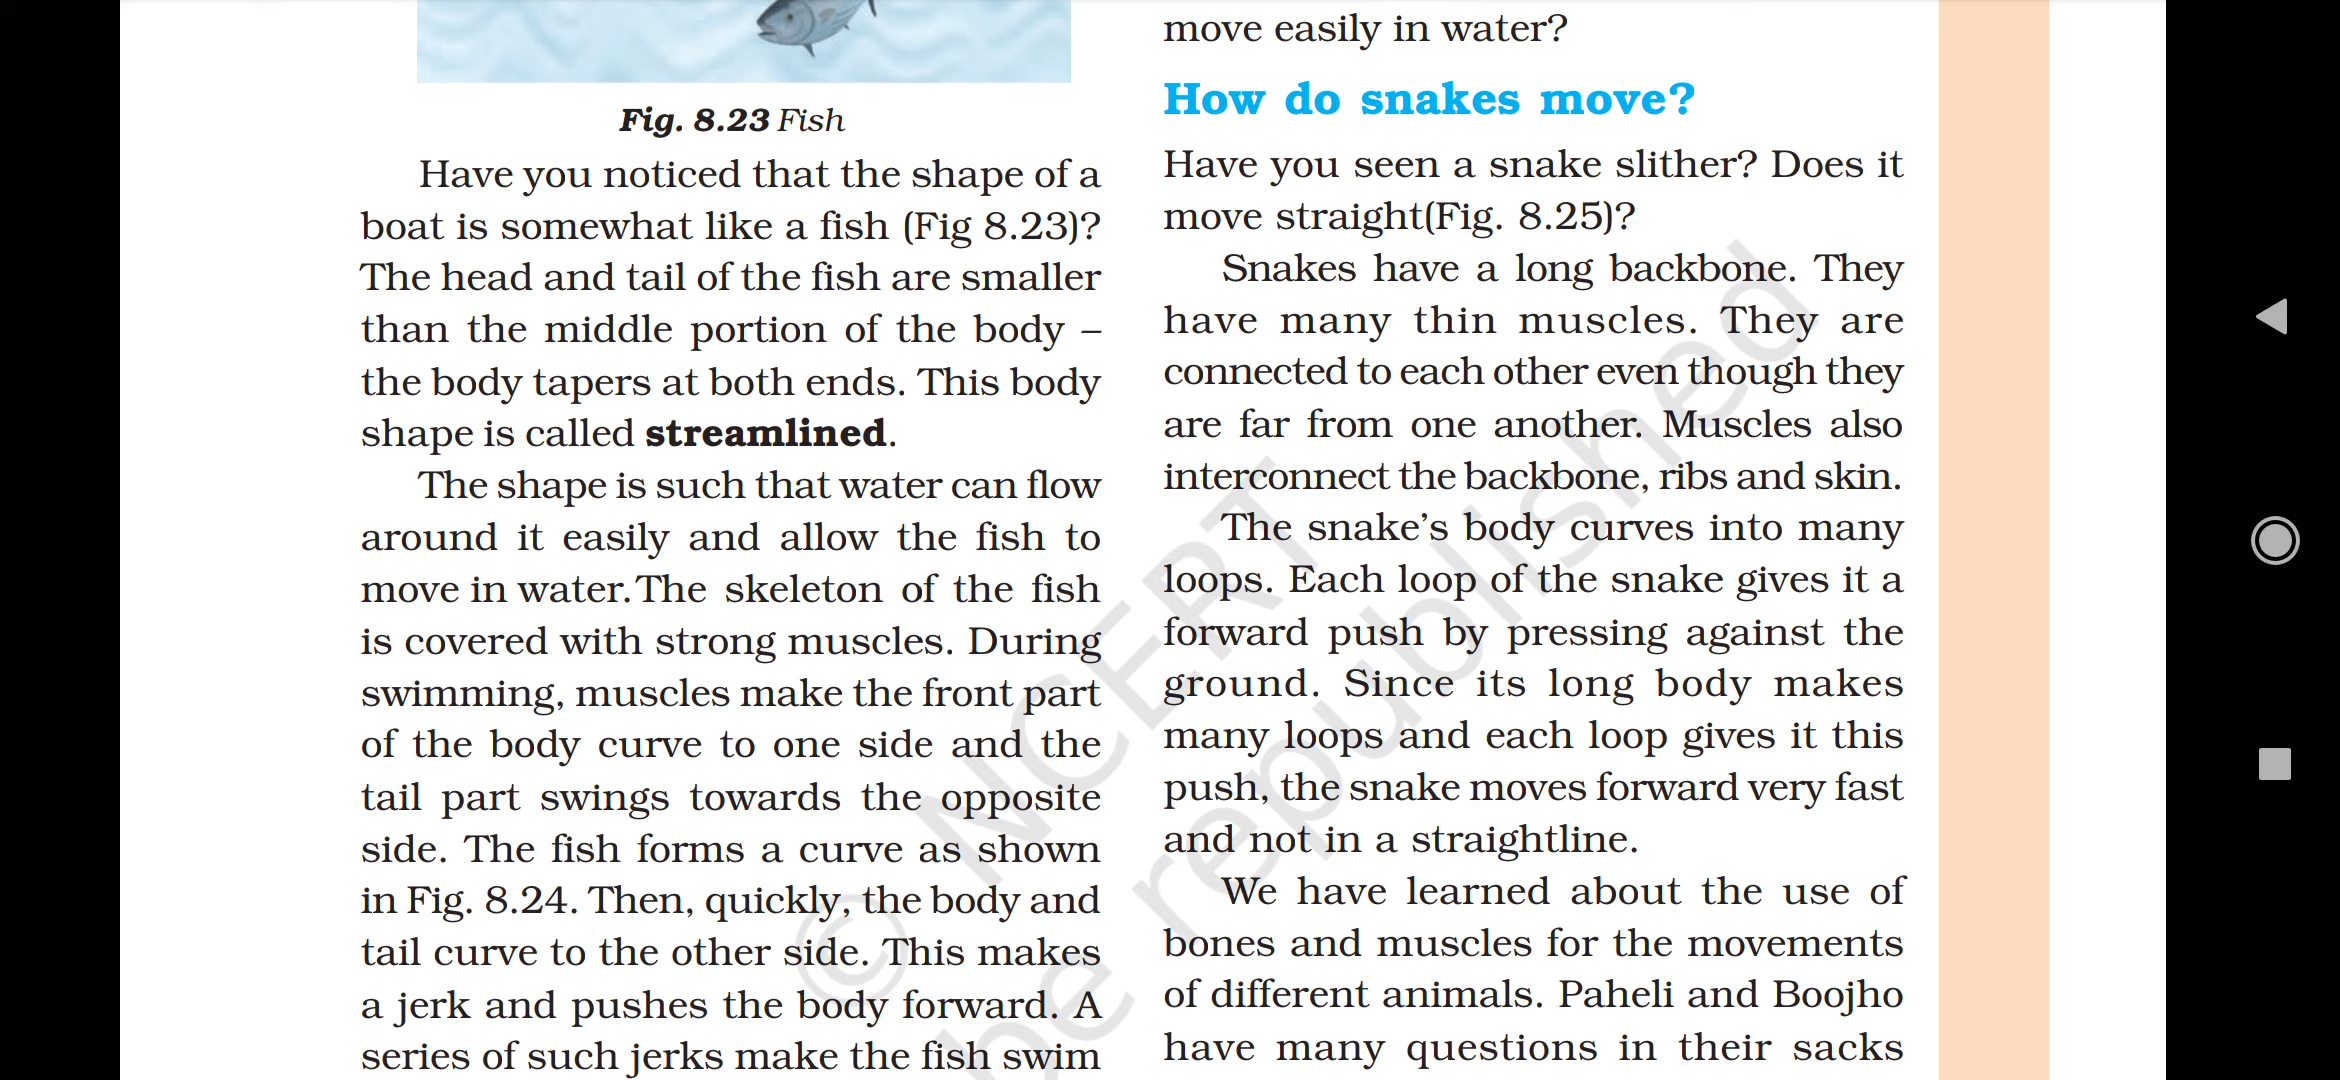 Fig. 8.23 Fish
Have you noticed that the shape of a
boat is somewhat like a fish (Fig 8.23)?
The head and tail of the fish are smaller
than the middle portion of the body –
the body tapers at both ends. This body
shape is called streamlined.
The shape is such that water can flow
around it easily and allow the fish to
move in water.The skeleton of the fish
is covered with strong muscles. During
swimming, muscles make the front part
of the body curve to one side and the
tail part swings towards the opposite
side. The fish forms a curve as shown
in Fig. 8.24. Then, quickly, the body and
tail curve to the other side. This makes
a jerk and pushes the body forward. A
series of such jerks make the fish swim
move easily in water?
How do snakes move?
Have you seen a snake slither? Does it
move straight(Fig. 8.25)?
Snakes have a long backbone. They
have many thin muscles. They are
connected to each other even though they
are far from one another. Muscles also
interconnect the backbone, ribs and skin.
The snake's body curves into many
loops. Each loop of the snake gives it a
forward push by pressing against the
ground. Since its long body makes
many loops and each loop gives it this
push, the snake moves forward very fast
and not in a straightline.
We have learned about the use of
bones and muscles for the movements
of different animals. Paheli and Boojho
have many questions in their sacks
© NCERT
be republished